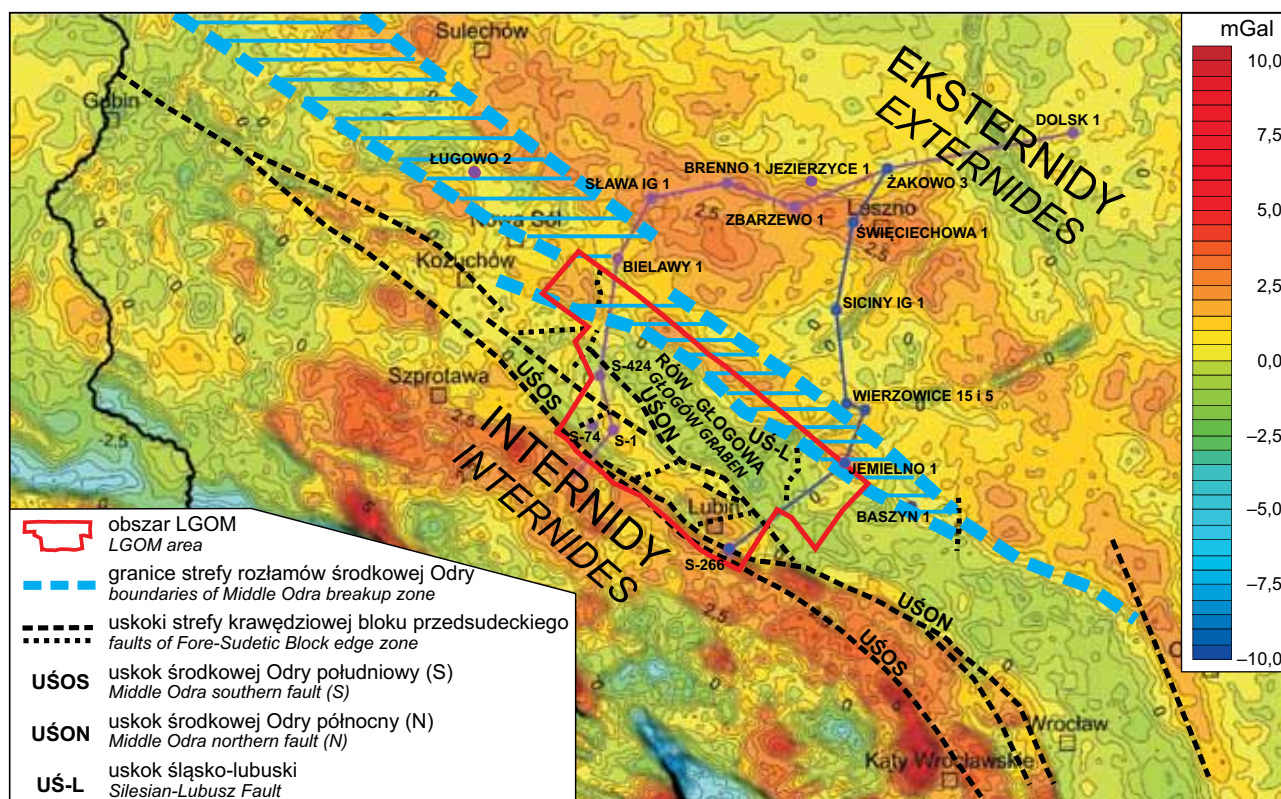 mGal
10,0
7,5
5,0
2,5
0,0
−2,5
−5,0
−7,5
−10,0
Sulechów
Gubin
EKSTERNIDY
EXTERNIDES
DOLSK 1
ŁUGOWO 2
BRENNO 1
JEZIERZYCE 1
SŁAWA IG 1
ŻAKOWO 3
ZBARZEWO 1
Leszno
Nowa Sól
ŚWIĘCIECHOWA 1
Kożuchów
BIELAWY 1
SICINY IG 1
Szprotawa
S-424
WIERZOWICE 15 i 5
UŚOS
RÓW GŁOGOWA
GŁOGÓW GRABEN
UŚON
UŚ-L
S-74
S-1
INTERNIDY
INTERNIDES
JEMIELNO 1
Lubin
BASZYN 1
S-266
UŚON
UŚOS
Wrocław
Kąty Wrocławskie
obszar LGOM
LGOM area
granice strefy rozłamów środkowej Odry
boundaries of Middle Odra breakup zone
uskoki strefy krawędziowej bloku przedsudeckiego
faults of Fore-Sudetic Block edge zone
UŚOS uskok środkowej Odry południowy (S)
Middle Odra southern fault (S)
UŚON uskok środkowej Odry północny (N)
Middle Odra northern fault (N)
UŚ-L uskok śląsko-lubuski
Silesian-Lubusz Fault